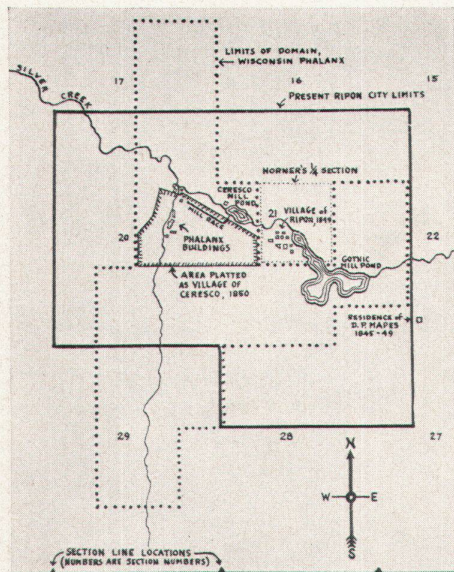 LIMITS OF DOMAIN,
WISCONSIN PHALANX
17
16
15
SILVER
CREEK
PRESENT RIPON CITY LIMITS
HORNER'S ¼ SECTION
CERESCO
MILL
POND
MILL RACE
21
VILLAGE OF
RIPON 1849
20
PHALANX
BUILDINGS
22
GOTHIC
MILL POND
AREA PLATTED
AS VILLAGE OF
CERESCO, 1850
RESIDENCE OF
D.P. MAPES
1845-49
29
28
27
N
W
E
S
SECTION LINE LOCATIONS
(NUMBERS ARE SECTION NUMBERS)